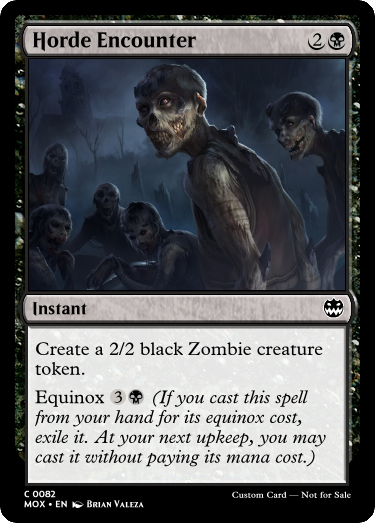 Horde Encounter 2
Instant
Create a 2/2 black Zombie creature
token.
Equinox 3 (If you cast this spell
from your hand for its equinox cost,
exile it. At your next upkeep, you may
cast it without paying its mana cost.)
C 0082
MOX • EN Brian Valeza
Custom Card — Not for Sale